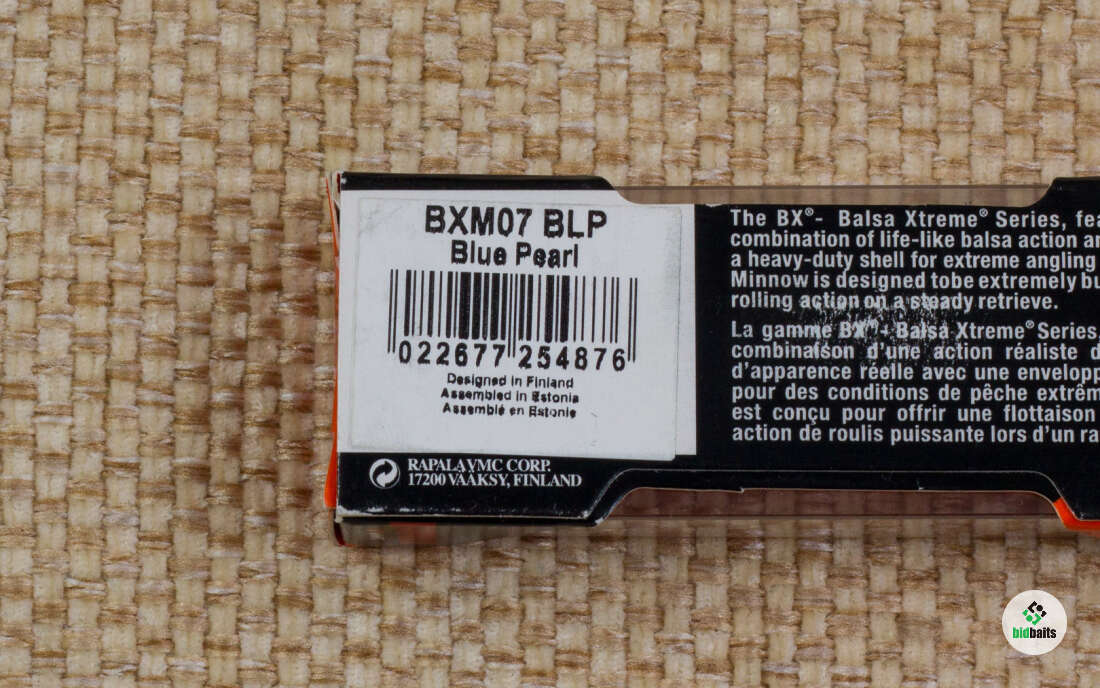 BXM07 BLP
Blue Pearl
022677 254876
Designed in Finland
Assembled in Estonia
Assemblé en Estonie
RAPALA VMC CORP.
17200 VÄÄKSY, FINLAND
The BX®- Balsa Xtreme® Series, fea
combination of life-like balsa action an
a heavy-duty shell for extreme angling
Minnow is designed tobe extremely bu
rolling action on a steady retrieve.
La gamme BX®- Balsa Xtreme® Series,
combinaison d'une action réaliste d
d'apparence réelle avec une envelopp
pour des conditions de pêche extrêm
est conçu pour offrir une flottaison
action de roulis puissante lors d'un ra
bidbaits